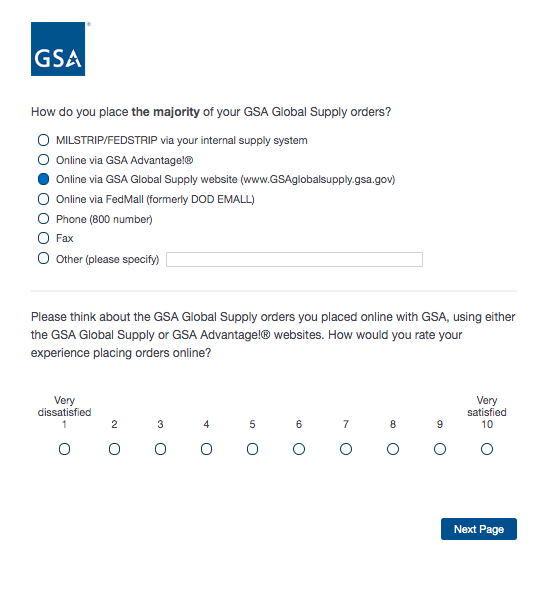 GSA®
How do you place the majority of your GSA Global Supply orders?
MILSTRIP/FEDSTRIP via your internal supply system
Online via GSA Advantage!®
Online via GSA Global Supply website (www.GSAglobalsupply.gsa.gov)
Online via FedMall (formerly DOD EMALL)
Phone (800 number)
Fax
Other (please specify)
Please think about the GSA Global Supply orders you placed online with GSA, using either
the GSA Global Supply or GSA Advantage!® websites. How would you rate your
experience placing orders online?
Very Very
dissatisfied satisfied
1 2 3 4 5 6 7 8 9 10
Next Page